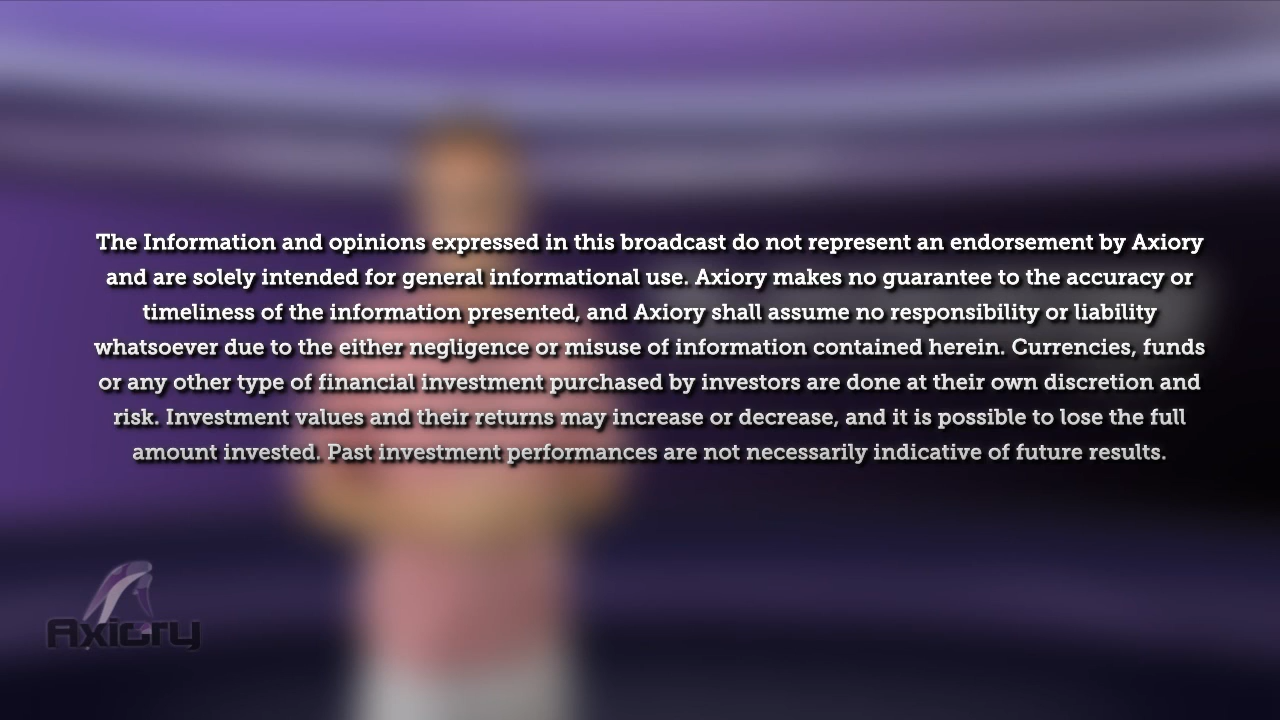 The Information and opinions expressed in this broadcast do not represent an endorsement by Axiory
and are solely intended for general informational use. Axiory makes no guarantee to the accuracy or
timeliness of the information presented, and Axiory shall assume no responsibility or liability
whatsoever due to the either negligence or misuse of information contained herein. Currencies, funds
or any other type of financial investment purchased by investors are done at their own discretion and
risk. Investment values and their returns may increase or decrease, and it is possible to lose the full
amount invested. Past investment performances are not necessarily indicative of future results.
Axiory